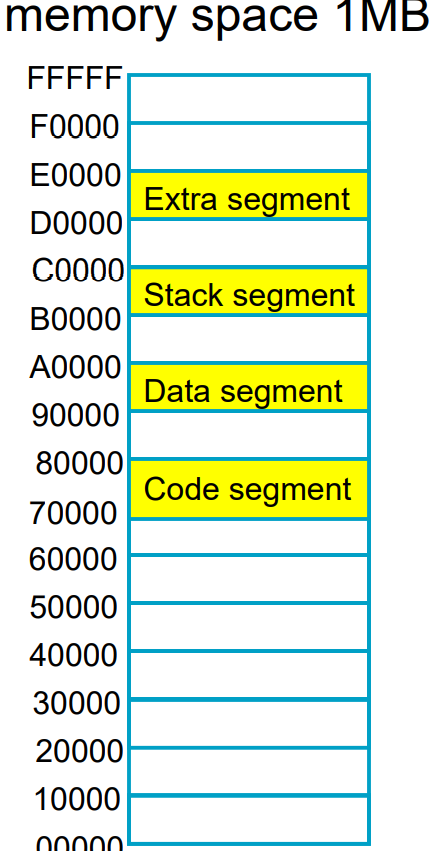 memory space 1MB
FFFFF
F0000
E0000
Extra segment
D0000
C0000
Stack segment
B0000
A0000
Data segment
90000
80000
Code segment
70000
60000
50000
40000
30000
20000
10000
00000